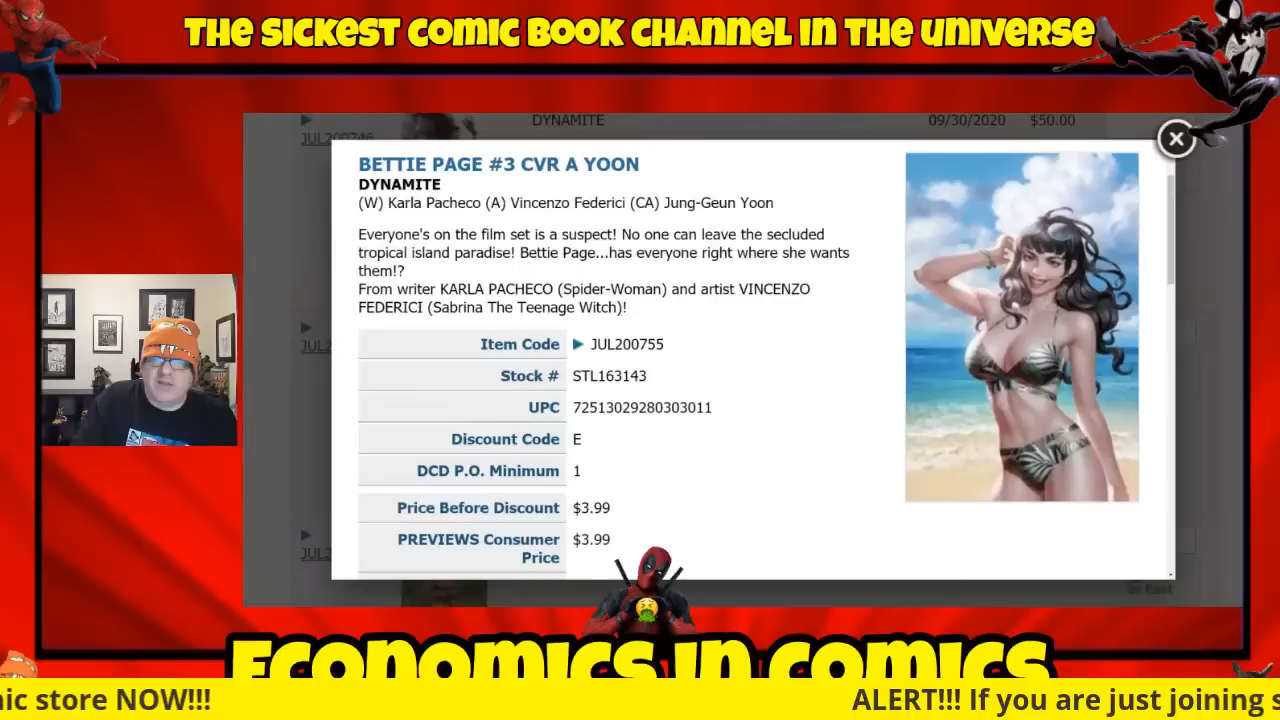 THE SICKEST COMIC BOOK CHANNEL IN THE UNIVERSE
DYNAMITE 09/30/2020 $50.00
JUL200746
BETTIE PAGE #3 CVR A YOON
DYNAMITE
(W) Karla Pacheco (A) Vincenzo Federici (CA) Jung-Geun Yoon
Everyone's on the film set is a suspect! No one can leave the secluded
tropical island paradise! Bettie Page...has everyone right where she wants
them!?
From writer KARLA PACHECO (Spider-Woman) and artist VINCENZO
FEDERICI (Sabrina The Teenage Witch)!
Item Code JUL200755
Stock # STL163143
UPC 72513029280303011
Discount Code E
DCD P.O. Minimum 1
Price Before Discount $3.99
PREVIEWS Consumer $3.99
Price
JUL2
JUL2
ECONOMICS IN COMICS
nic store NOW!!! ALERT!!! If you are just joining s